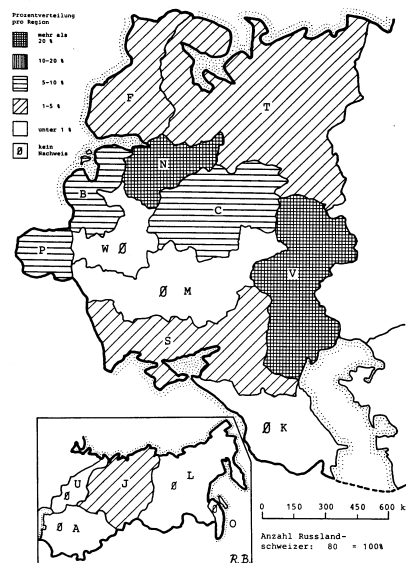 Prozentverteilung
pro Region
mehr als
20 %
10-20 %
5-10 %
1-5 %
unter 1 %
Ø kein
Nachweis
F
T
N
B
C
P
W Ø
V
Ø M
S
Ø K
L
U
Ø
J
Ø
Ø
Ø A
O
R.B.
0 150 300 450 600 k
Anzahl Russland-
schweizer: 80 = 100%